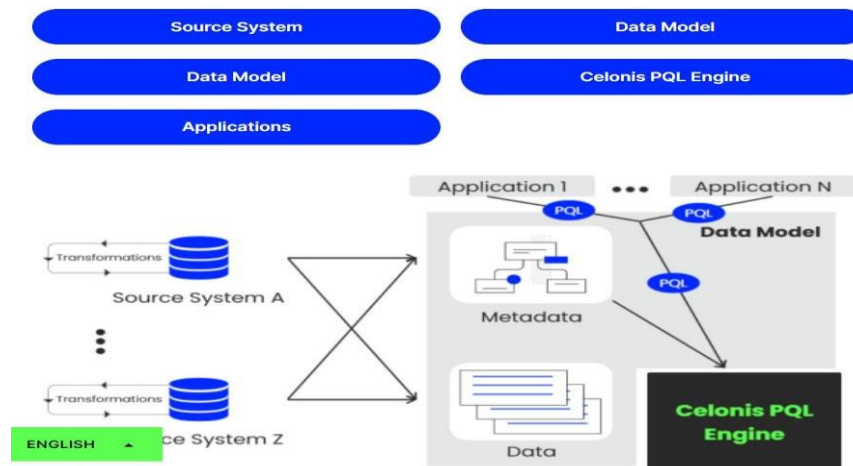 Source System
Data Model
Data Model
Celonis PQL Engine
Applications
Application 1
Application N
PQL
PQL
Data Model
Transformations
Source System A
PQL
Metadata
Transformations
ce System Z
ENGLISH
Data
Celonis PQL
Engine